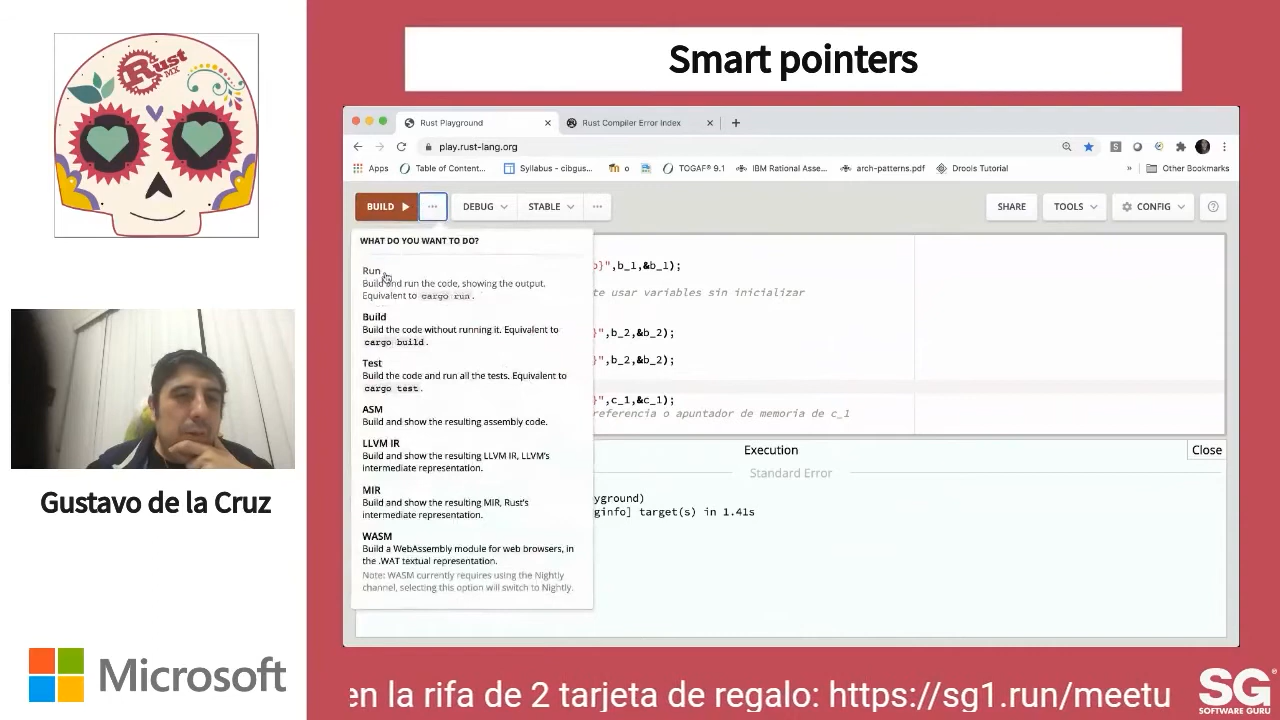 Smart pointers
Rust
MX
Rust Playground
Rust Compiler Error Index
play.rust-lang.org
Apps
Table of Content...
Syllabus - cibgus...
o
TOGAF® 9.1
IBM Rational Asse...
arch-patterns.pdf
Drools Tutorial
»
Other Bookmarks
BUILD
...
DEBUG
STABLE
...
SHARE
TOOLS
CONFIG
?
WHAT DO YOU WANT TO DO?
Run
Build and run the code, showing the output.
Equivalent to cargo run.
Build
Build the code without running it. Equivalent to
cargo build.
Test
Build the code and run all the tests. Equivalent to
cargo test.
ASM
Build and show the resulting assembly code.
LLVM IR
Build and show the resulting LLVM IR, LLVM's
intermediate representation.
MIR
Build and show the resulting MIR, Rust's
intermediate representation.
WASM
Build a WebAssembly module for web browsers, in
the .WAT textual representation.
Note: WASM currently requires using the Nightly
channel, selecting this option will switch to Nightly.
}",b_1,&b_1);
te usar variables sin inicializar
}",b_2,&b_2);
}",b_2,&b_2);
}",c_1,&c_1);
referencia o apuntador de memoria de c_1
Execution
Close
Standard Error
yground)
ginfo] target(s) in 1.41s
Gustavo de la Cruz
Microsoft
en la rifa de 2 tarjeta de regalo: https://sg1.run/meetu
SG
SOFTWARE GURU